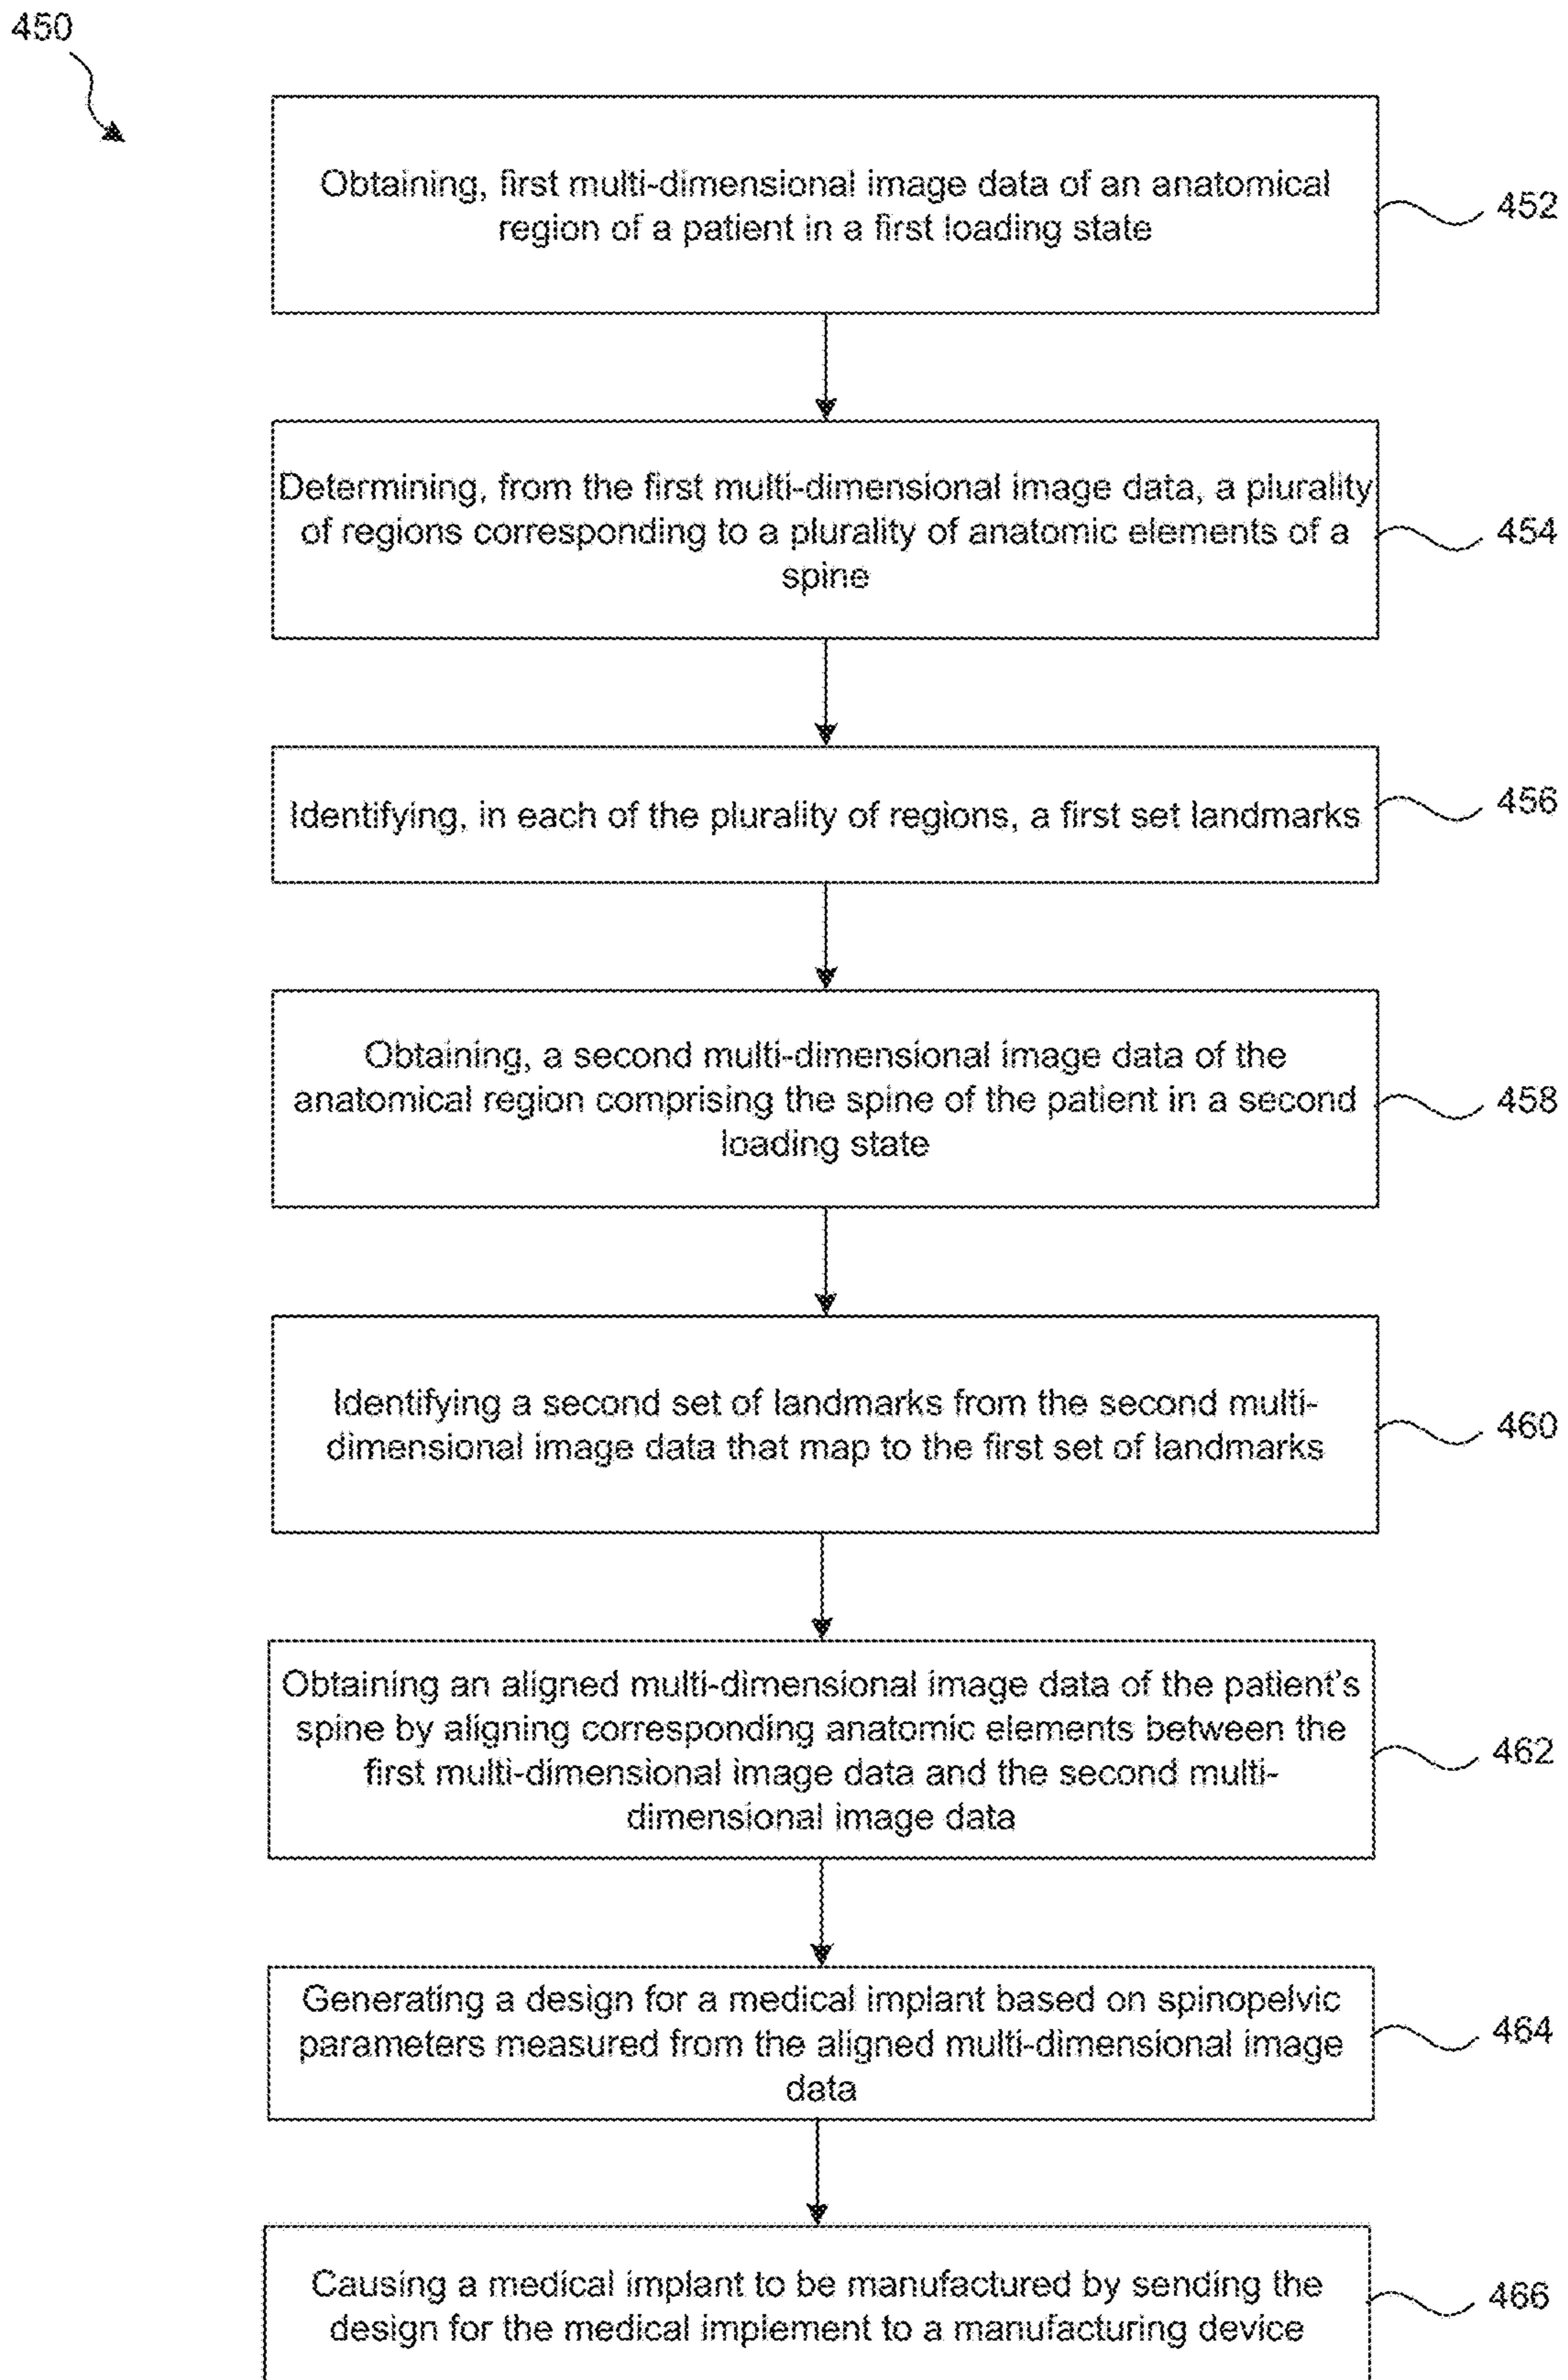 450
Obtaining, first multi-dimensional image data of an anatomical
region of a patient in a first loading state
452
Determining, from the first multi-dimensional image data, a plurality
of regions corresponding to a plurality of anatomic elements of a
spine
454
Identifying, in each of the plurality of regions, a first set landmarks
456
Obtaining, a second multi-dimensional image data of the
anatomical region comprising the spine of the patient in a second
loading state
458
Identifying a second set of landmarks from the second multi-
dimensional image data that map to the first set of landmarks
460
Obtaining an aligned multi-dimensional image data of the patient's
spine by aligning corresponding anatomic elements between the
first multi-dimensional image data and the second multi-
dimensional image data
462
Generating a design for a medical implant based on spinopelvic
parameters measured from the aligned multi-dimensional image
data
464
Causing a medical implant to be manufactured by sending the
design for the medical implement to a manufacturing device
466